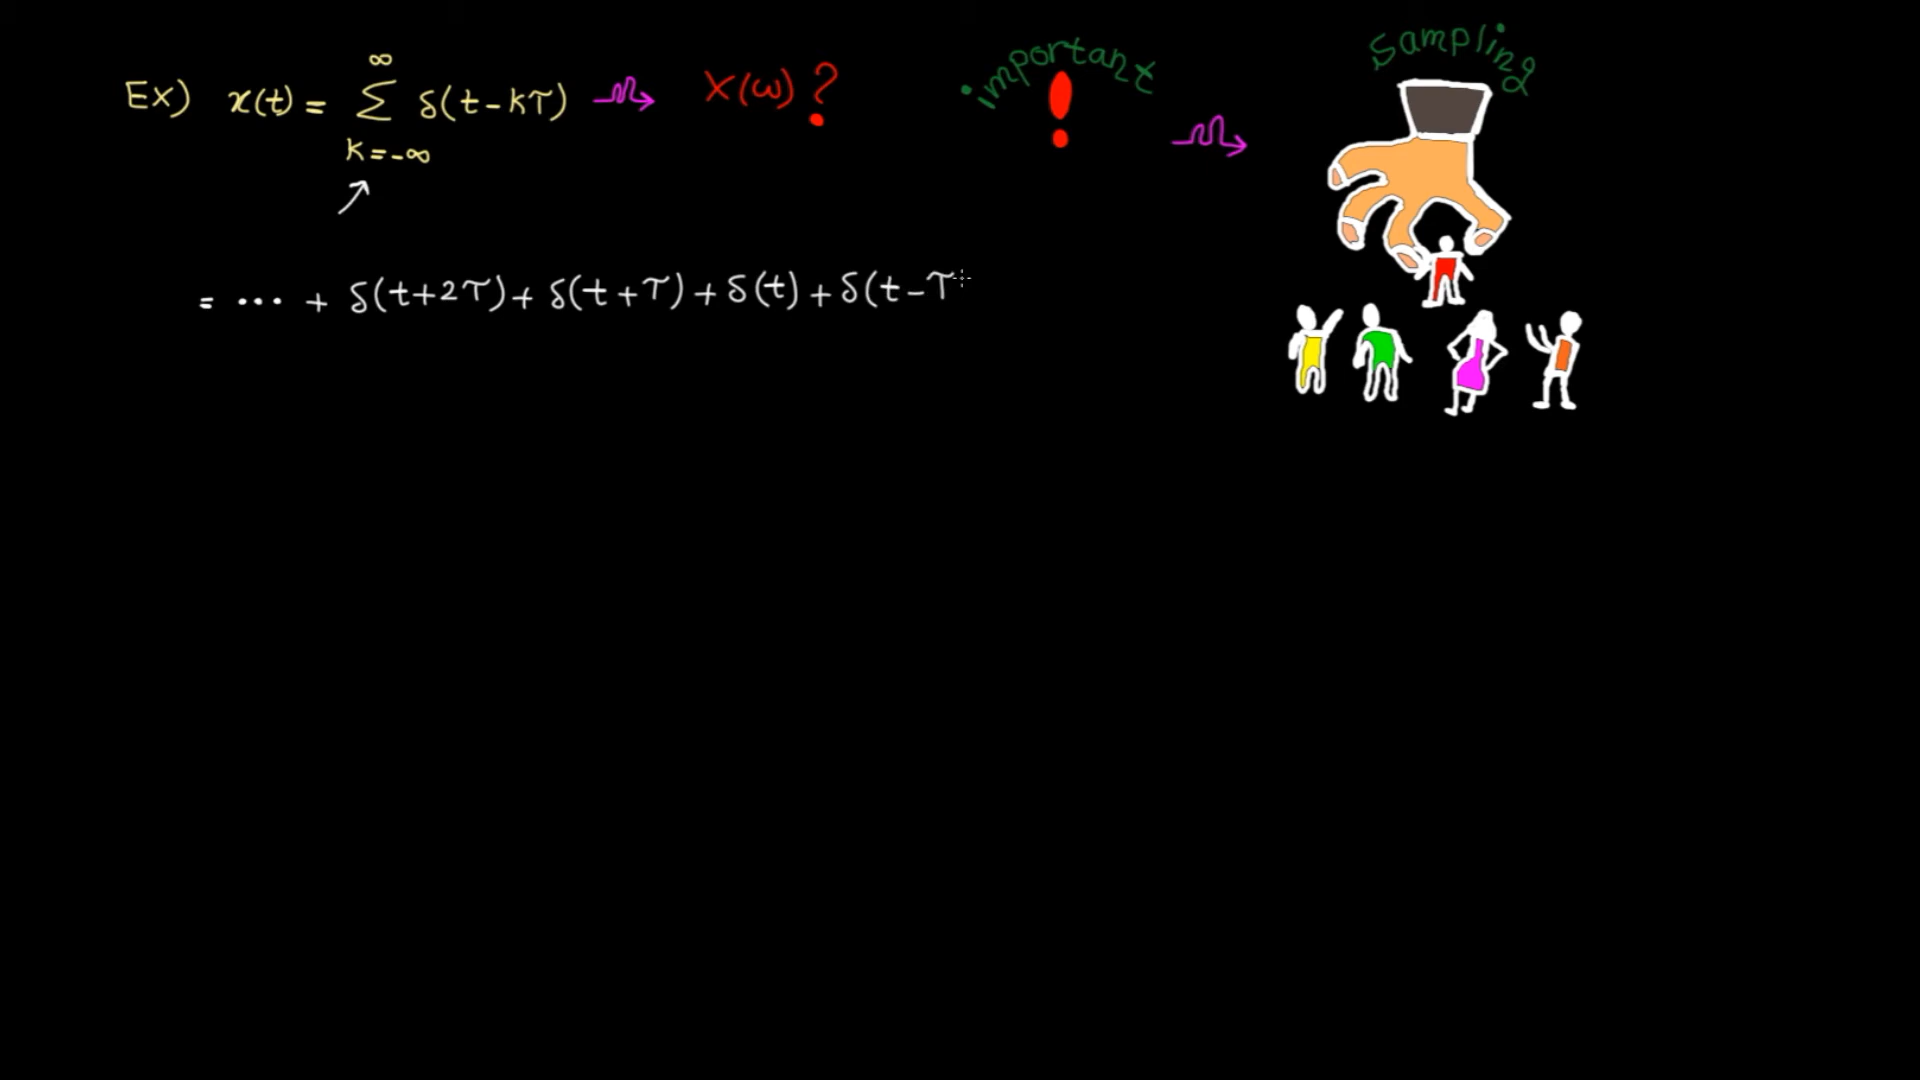 important
sampling
∞
Ex) x(t) = Σ δ(t-kT) X(ω) ?
K=-∞
!
= ... + δ(t+2T) + δ(t+T) + δ(t) + δ(t-T